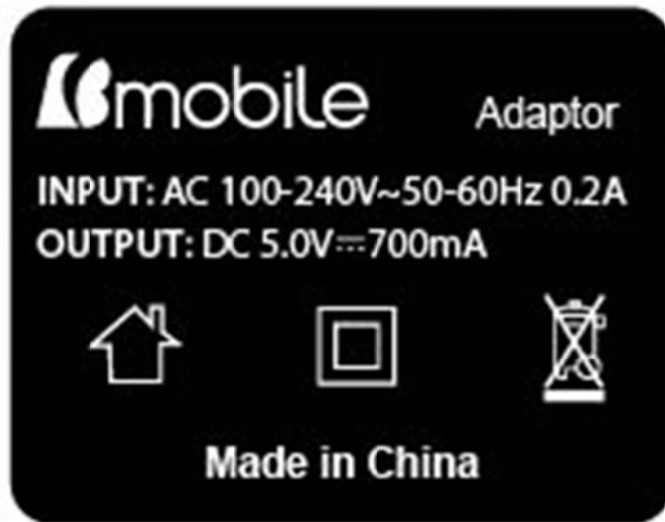 Bmobile Adaptor
INPUT: AC 100-240V~50-60Hz 0.2A
OUTPUT: DC 5.0V⎓700mA
Made in China